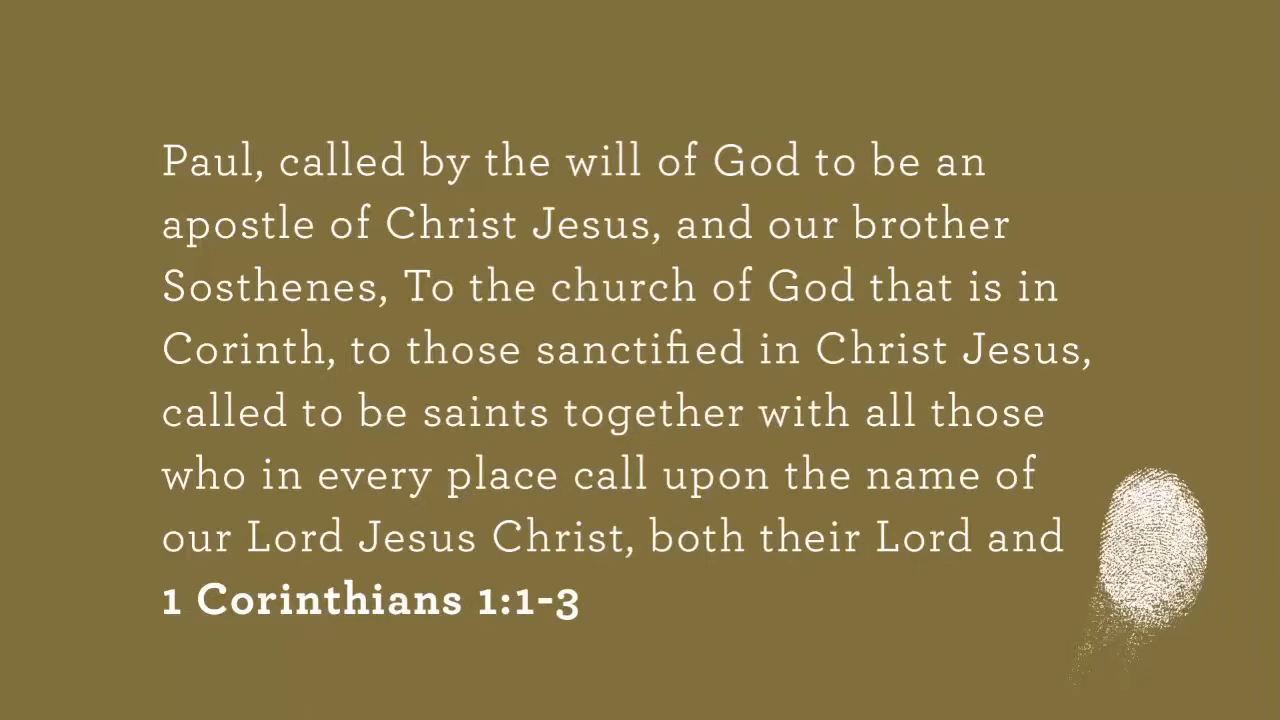 Paul, called by the will of God to be an
apostle of Christ Jesus, and our brother
Sosthenes, To the church of God that is in
Corinth, to those sanctified in Christ Jesus,
called to be saints together with all those
who in every place call upon the name of
our Lord Jesus Christ, both their Lord and
1 Corinthians 1:1-3